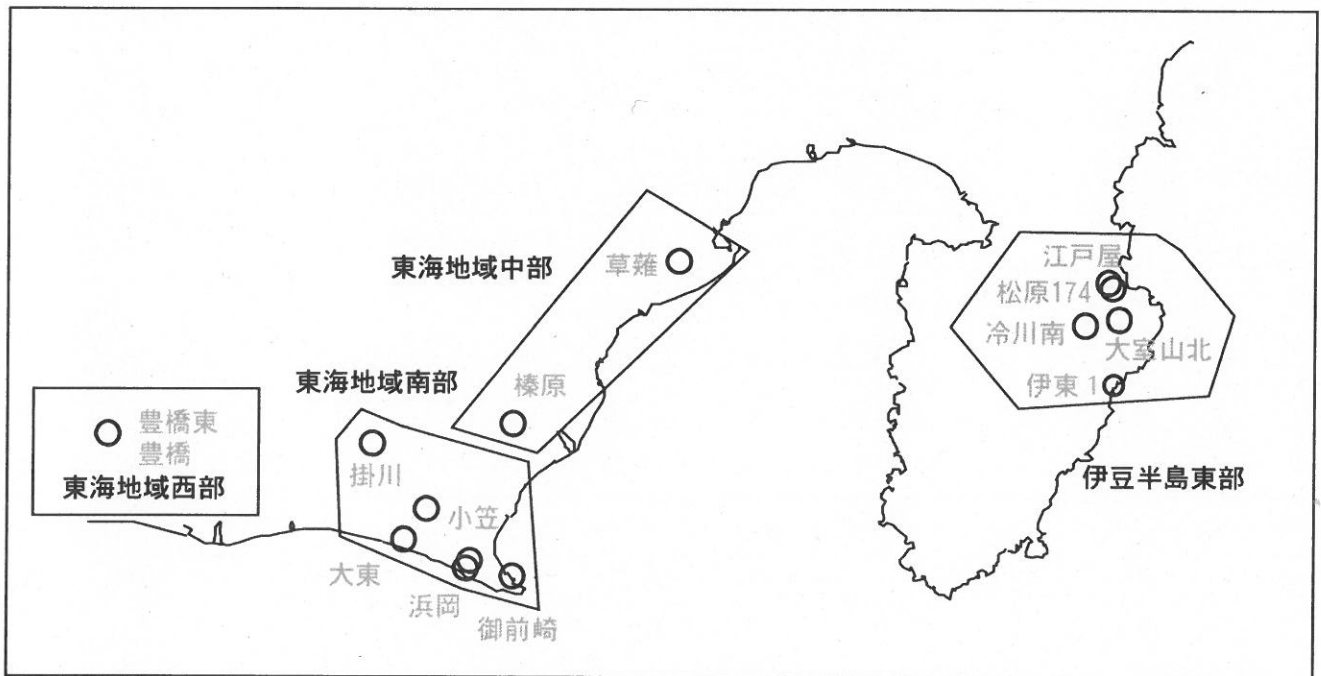 江戸屋
草薙
東海地域中部
松原174
冷川南
大室山北
東海地域南部
榛原
伊東 1
豊橋東
豊橋
東海地域西部
掛川
伊豆半島東部
小笠
大東
浜岡
御前崎